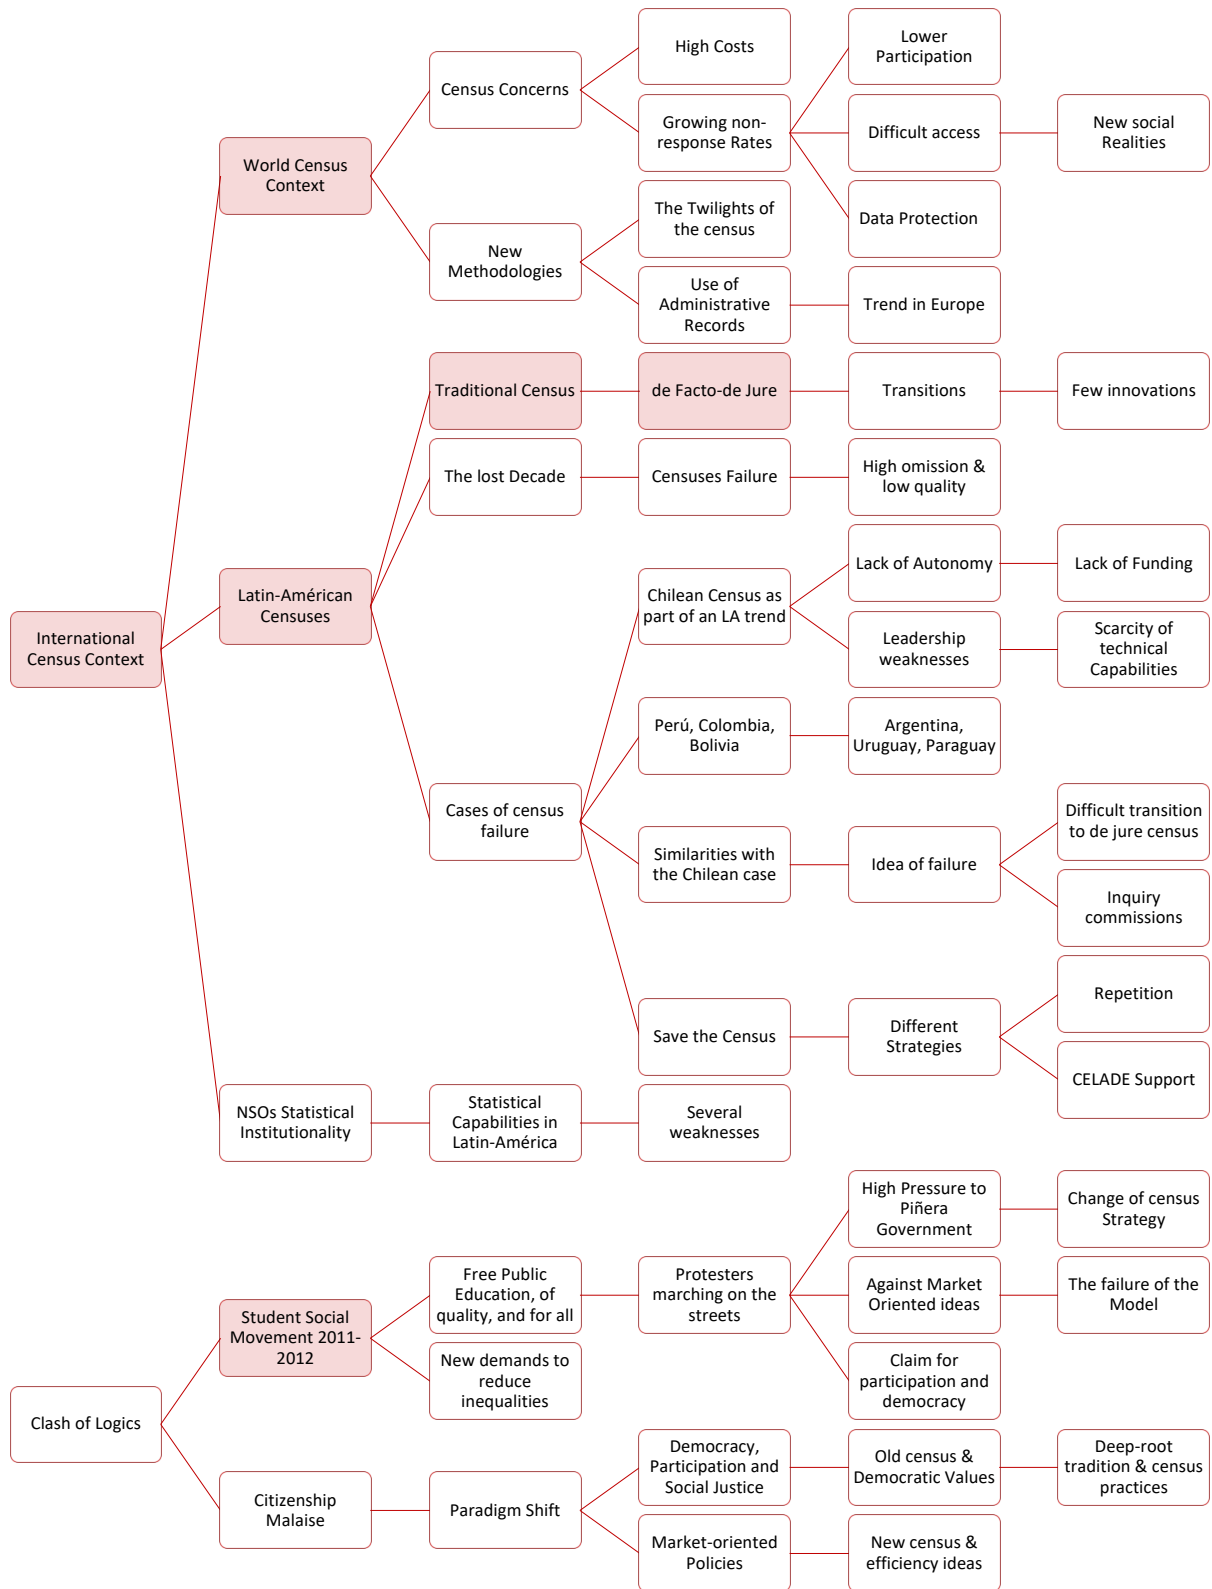 International
Census Context
World Census
Context
Census Concerns
High Costs
Growing non-
response Rates
Lower
Participation
Difficult access
New social
Realities
Data Protection
New
Methodologies
The Twilights of
the census
Use of
Administrative
Records
Trend in Europe
Latin-Américan
Censuses
Traditional Census
de Facto-de Jure
Transitions
Few innovations
The lost Decade
Censuses Failure
High omission &
low quality
Cases of census
failure
Chilean Census as
part of an LA trend
Lack of Autonomy
Lack of Funding
Leadership
weaknesses
Scarcity of
technical
Capabilities
Perú, Colombia,
Bolivia
Argentina,
Uruguay, Paraguay
Similarities with
the Chilean case
Idea of failure
Difficult transition
to de jure census
Inquiry
commissions
Save the Census
Different
Strategies
Repetition
CELADE Support
NSOs Statistical
Institutionality
Statistical
Capabilities in
Latin-América
Several
weaknesses
Clash of Logics
Student Social
Movement 2011-
2012
Free Public
Education, of
quality, and for all
Protesters
marching on the
streets
High Pressure to
Piñera
Government
Change of census
Strategy
Against Market
Oriented ideas
The failure of the
Model
Claim for
participation and
democracy
New demands to
reduce
inequalities
Citizenship
Malaise
Paradigm Shift
Democracy,
Participation and
Social Justice
Old census &
Democratic Values
Deep-root
tradition & census
practices
Market-oriented
Policies
New census &
efficiency ideas